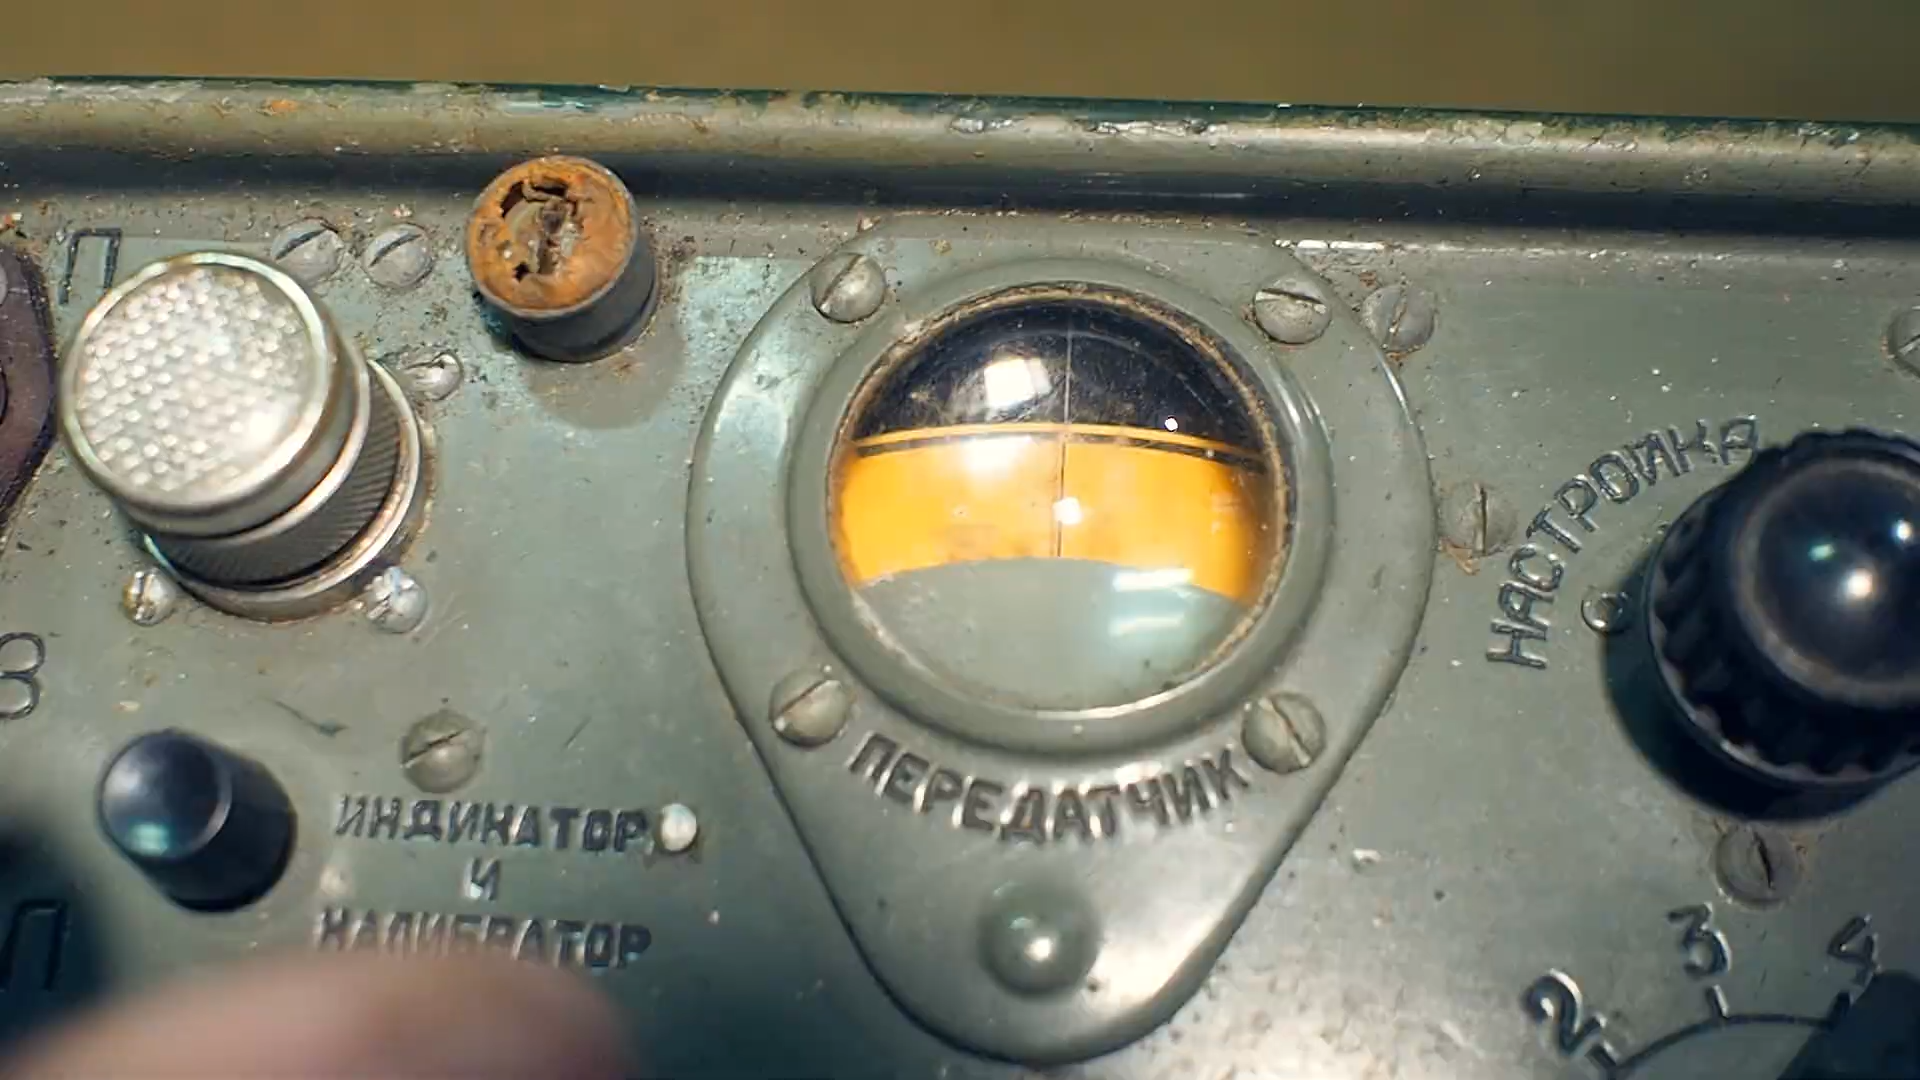 П
НАСТРОЙКА
В
ПЕРЕДАТЧИК
ИНДИКАТОР
И
КАЛИБРАТОР
П
2 3 4